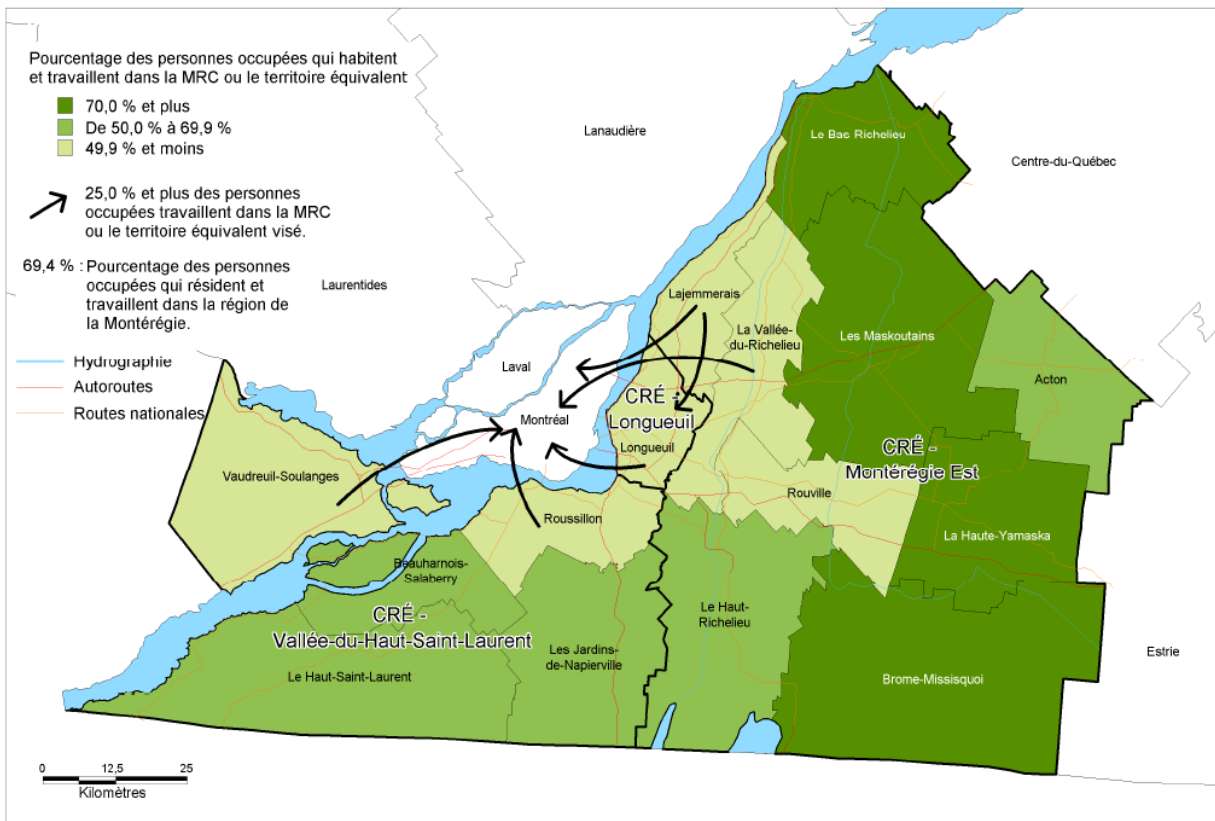 Pourcentage des personnes occupées qui habitent
et travaillent dans la MRC ou le territoire équivalent
70,0 % et plus
De 50,0 % à 69,9 %
49,9 % et moins
25,0 % et plus des personnes
occupées travaillent dans la MRC
ou le territoire équivalent visé.
69,4 % : Pourcentage des personnes
occupées qui résident et
travaillent dans la région de
la Montérégie.
Hydrographie
Autoroutes
Routes nationales
Lanaudière
Le Bas-Richelieu
Centre-du-Québec
Laurentides
Lajemmerais
La Vallée-
du-Richelieu
Les Maskoutains
Laval
Acton
Montréal
CRÉ -
Longueuil
Longueuil
CRÉ -
Montérégie Est
Vaudreuil-Soulanges
Rouville
Roussillon
La Haute-Yamaska
Beauharnois-
Salaberry
CRÉ -
Vallée-du-Haut-Saint-Laurent
Le Haut-
Richelieu
Les Jardins-
de-Napierville
Estrie
Le Haut-Saint-Laurent
Brome-Missisquoi
0 12,5 25
Kilomètres